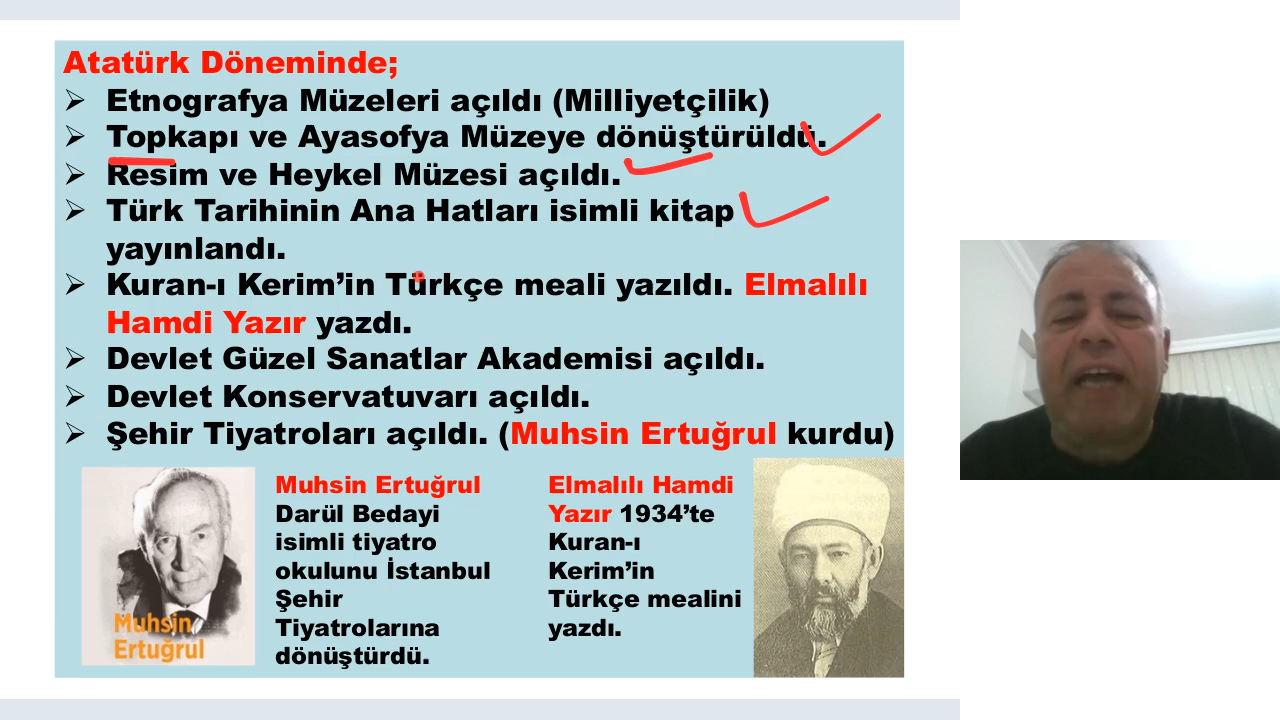 Atatürk Döneminde;
Etnografya Müzeleri açıldı (Milliyetçilik)
Topkapı ve Ayasofya Müzeye dönüştürüldü.
Resim ve Heykel Müzesi açıldı.
Türk Tarihinin Ana Hatları isimli kitap
yayınlandı.
Kuran-ı Kerim’in Türkçe meali yazıldı. Elmalılı
Hamdi Yazır yazdı.
Devlet Güzel Sanatlar Akademisi açıldı.
Devlet Konservatuvarı açıldı.
Şehir Tiyatroları açıldı. (Muhsin Ertuğrul kurdu)
Muhsin
Ertuğrul
Muhsin Ertuğrul
Darül Bedayi
isimli tiyatro
okulunu İstanbul
Şehir
Tiyatrolarına
dönüştürdü.
Elmalılı Hamdi
Yazır 1934’te
Kuran-ı
Kerim’in
Türkçe mealini
yazdı.